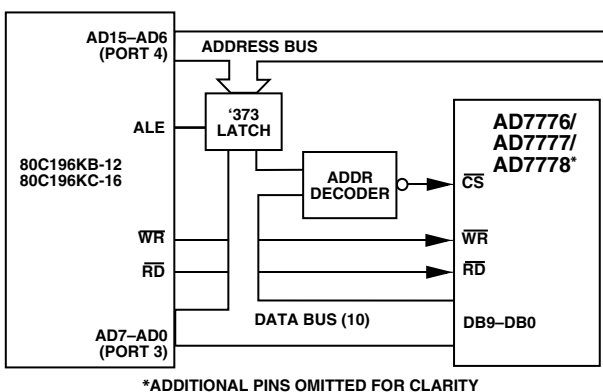 AD15–AD6
(PORT 4)
ADDRESS BUS
ALE
'373
LATCH
80C196KB-12
80C196KC-16
ADDR
DECODER
AD7776/
AD7777/
AD7778*
CS
WR
WR
RD
RD
DATA BUS (10)
DB9–DB0
AD7–AD0
(PORT 3)
*ADDITIONAL PINS OMITTED FOR CLARITY